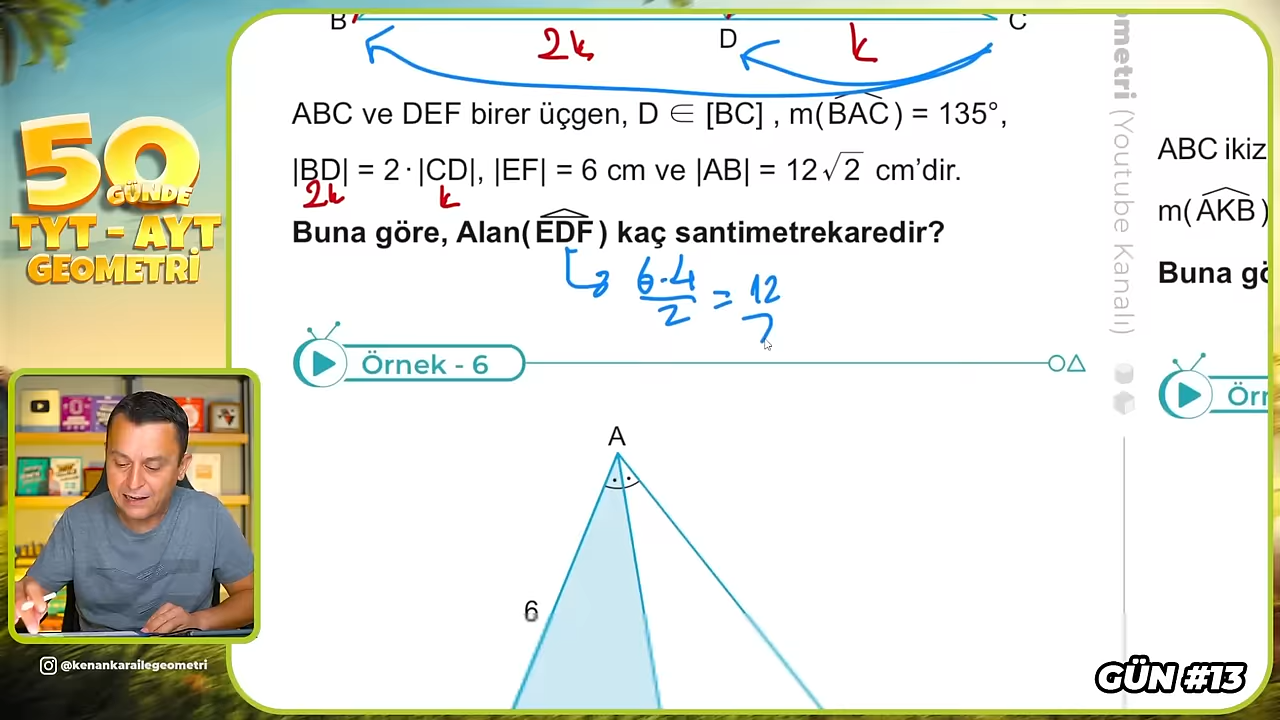 B
D
C
2k
k
ABC ve DEF birer üçgen, D ∈ [BC] , m(BAC) = 135°,
|BD| = 2·|CD|, |EF| = 6 cm ve |AB| = 12√2 cm’dir.
2k
k
Buna göre, Alan(EDF) kaç santimetrekaredir?
6·4
2
= 12
Örnek - 6
A
6
ometri (Youtube Kanalı)
ABC ikiz
m(AKB)
Buna gö
Örn
50
GÜNDE
TYT - AYT
GEOMETRİ
@kenankarailegeometri
GÜN #13